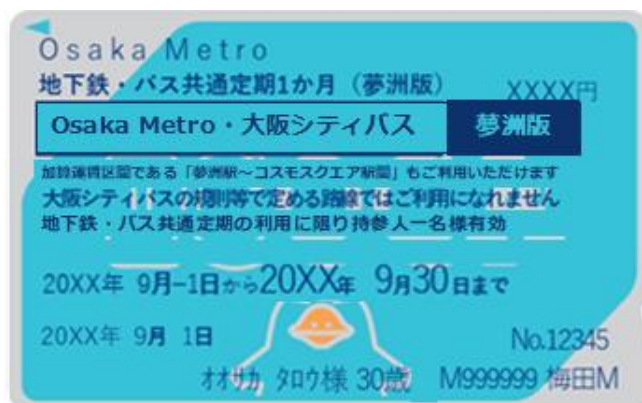 Osaka Metro
地下鉄・バス共通定期1か月（夢洲版） XXXX円
Osaka Metro・大阪シティバス 夢洲版
加算運賃区間である「夢洲駅～コスモスクエア駅間」もご利用いただけます
大阪シティバスの規則等で定める路線ではご利用になれません
地下鉄・バス共通定期の利用に限り持参人一名様有効
20XX年 9月-1日から20XX年 9月30日まで
20XX年 9月 1日 No.12345
オオサカ タロウ様 30歳 M999999 梅田M